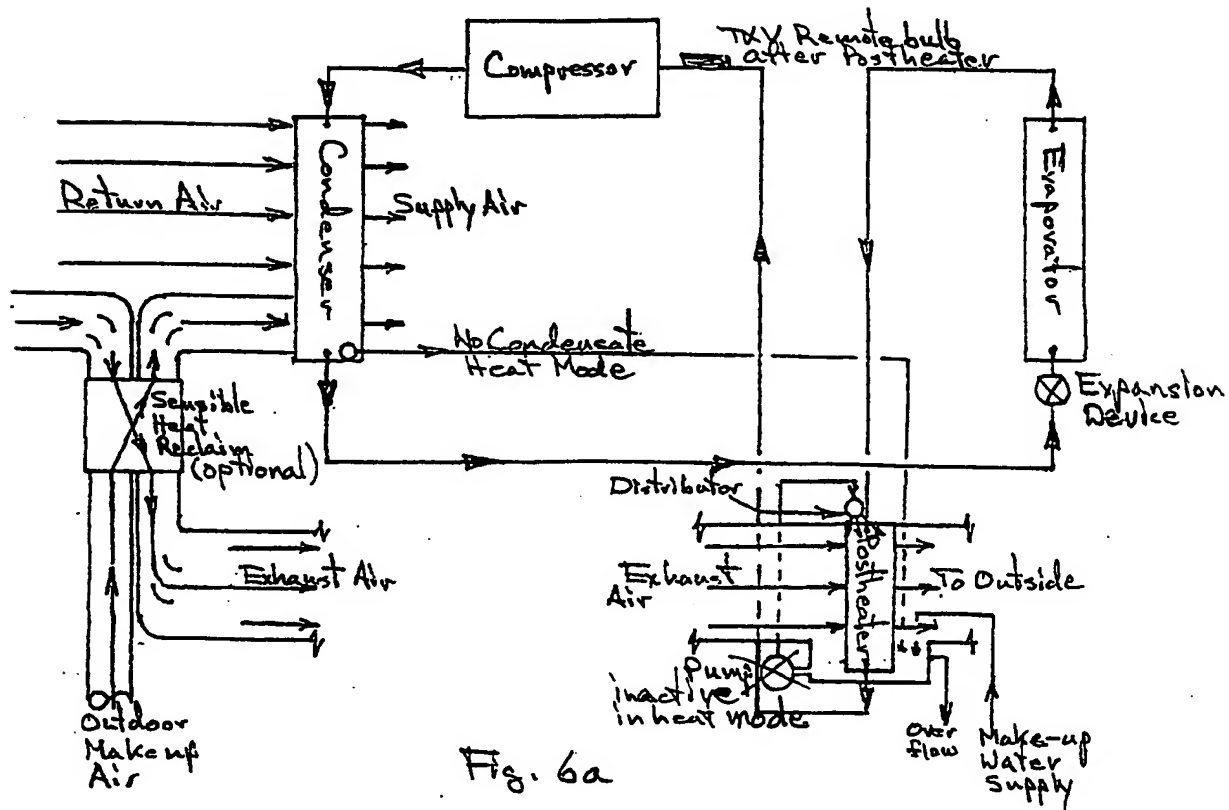 TXV Remote bulb
after Postheater
Compressor
Condenser
Evaporator
Return Air
Supply Air
No Condensate
Heat Mode
Expansion
Device
Sensible
Heat
Reclaim
(optional)
Distributor
Exhaust Air
Exhaust
Air
Postheater
To Outside
Pump
inactive
in heat mode
Outdoor
Makeup
Air
Over
flow
Make-up
Water
Supply
Fig. 6a